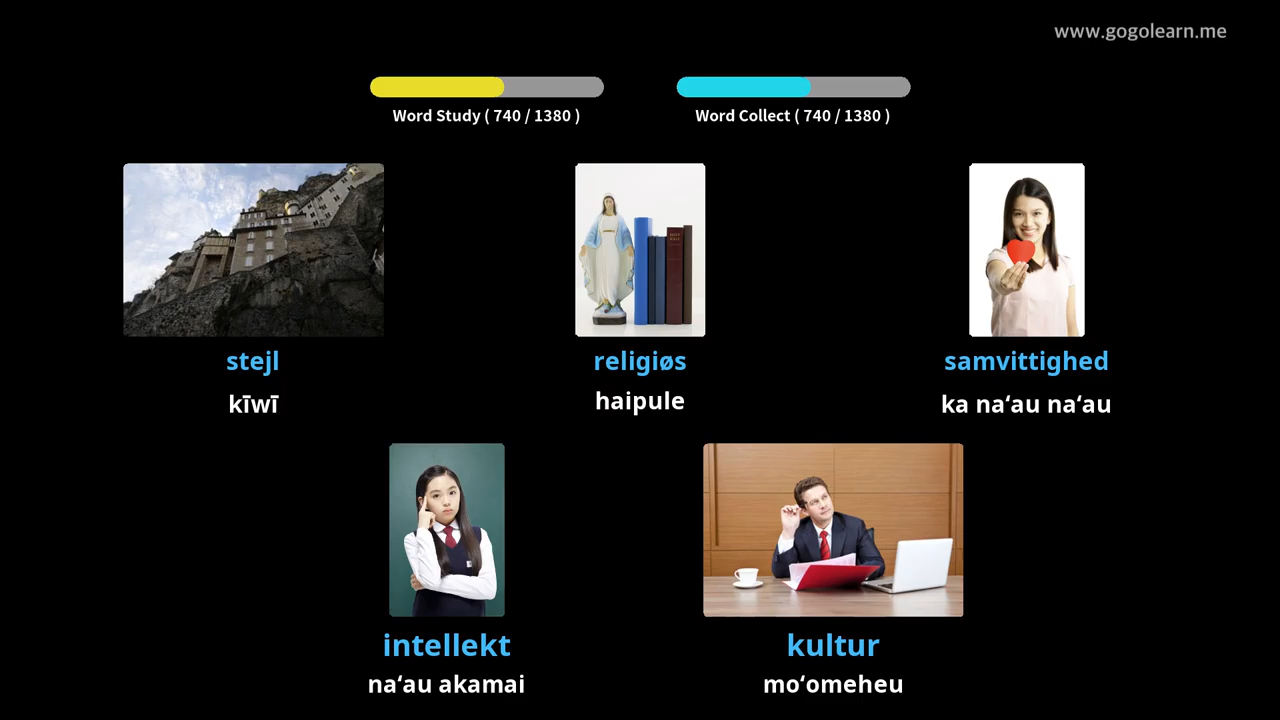 www.gogolearn.me
Word Study ( 740 / 1380 )
Word Collect ( 740 / 1380 )
stejl
religiøs
samvittighed
kīwī
haipule
ka naʻau naʻau
intellekt
kultur
naʻau akamai
moʻomeheu